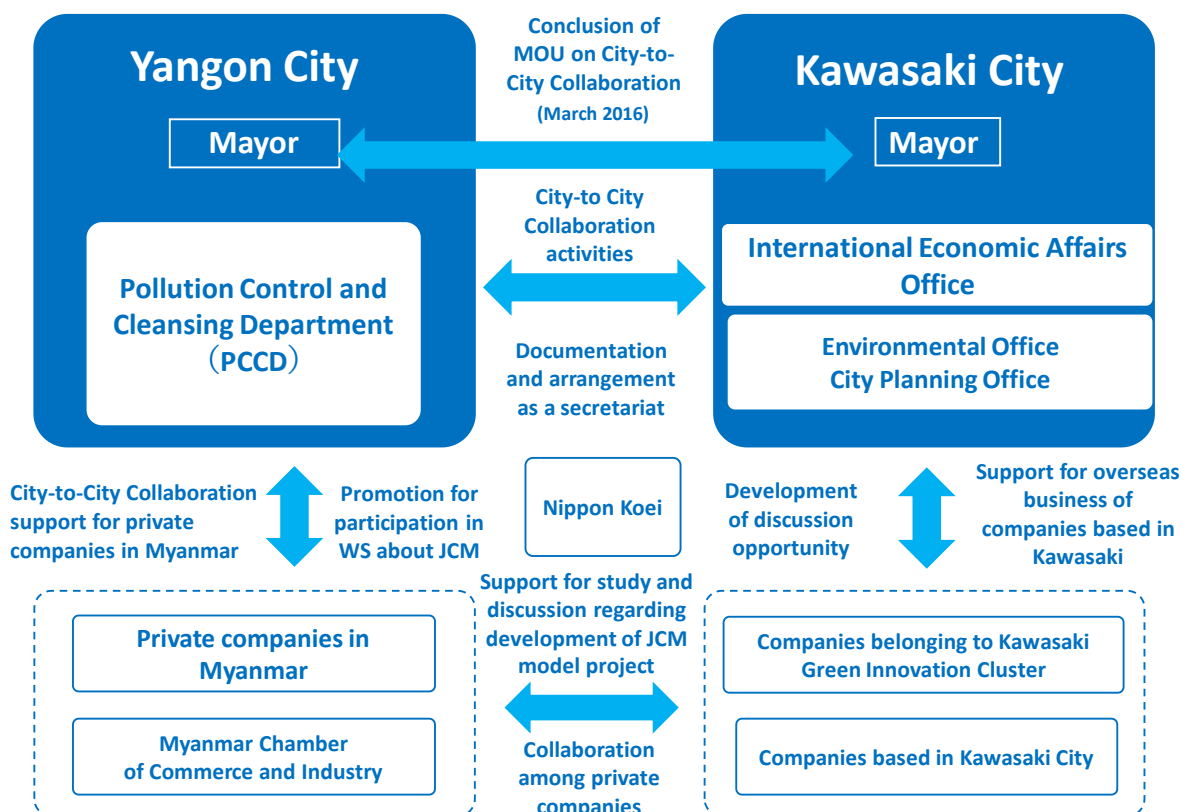 Yangon City
Mayor
Pollution Control and
Cleansing Department
（PCCD）
Conclusion of
MOU on City-to-
City Collaboration
(March 2016)
City-to City
Collaboration
activities
Documentation
and arrangement
as a secretariat
Kawasaki City
Mayor
International Economic Affairs
Office
Environmental Office
City Planning Office
City-to-City Collaboration
support for private
companies in Myanmar
Promotion for
participation in
WS about JCM
Nippon Koei
Development
of discussion
opportunity
Support for overseas
business of
companies based in
Kawasaki
Private companies in
Myanmar
Myanmar Chamber
of Commerce and Industry
Support for study and
discussion regarding
development of JCM
model project
Collaboration
among private
companies
Companies belonging to Kawasaki
Green Innovation Cluster
Companies based in Kawasaki City